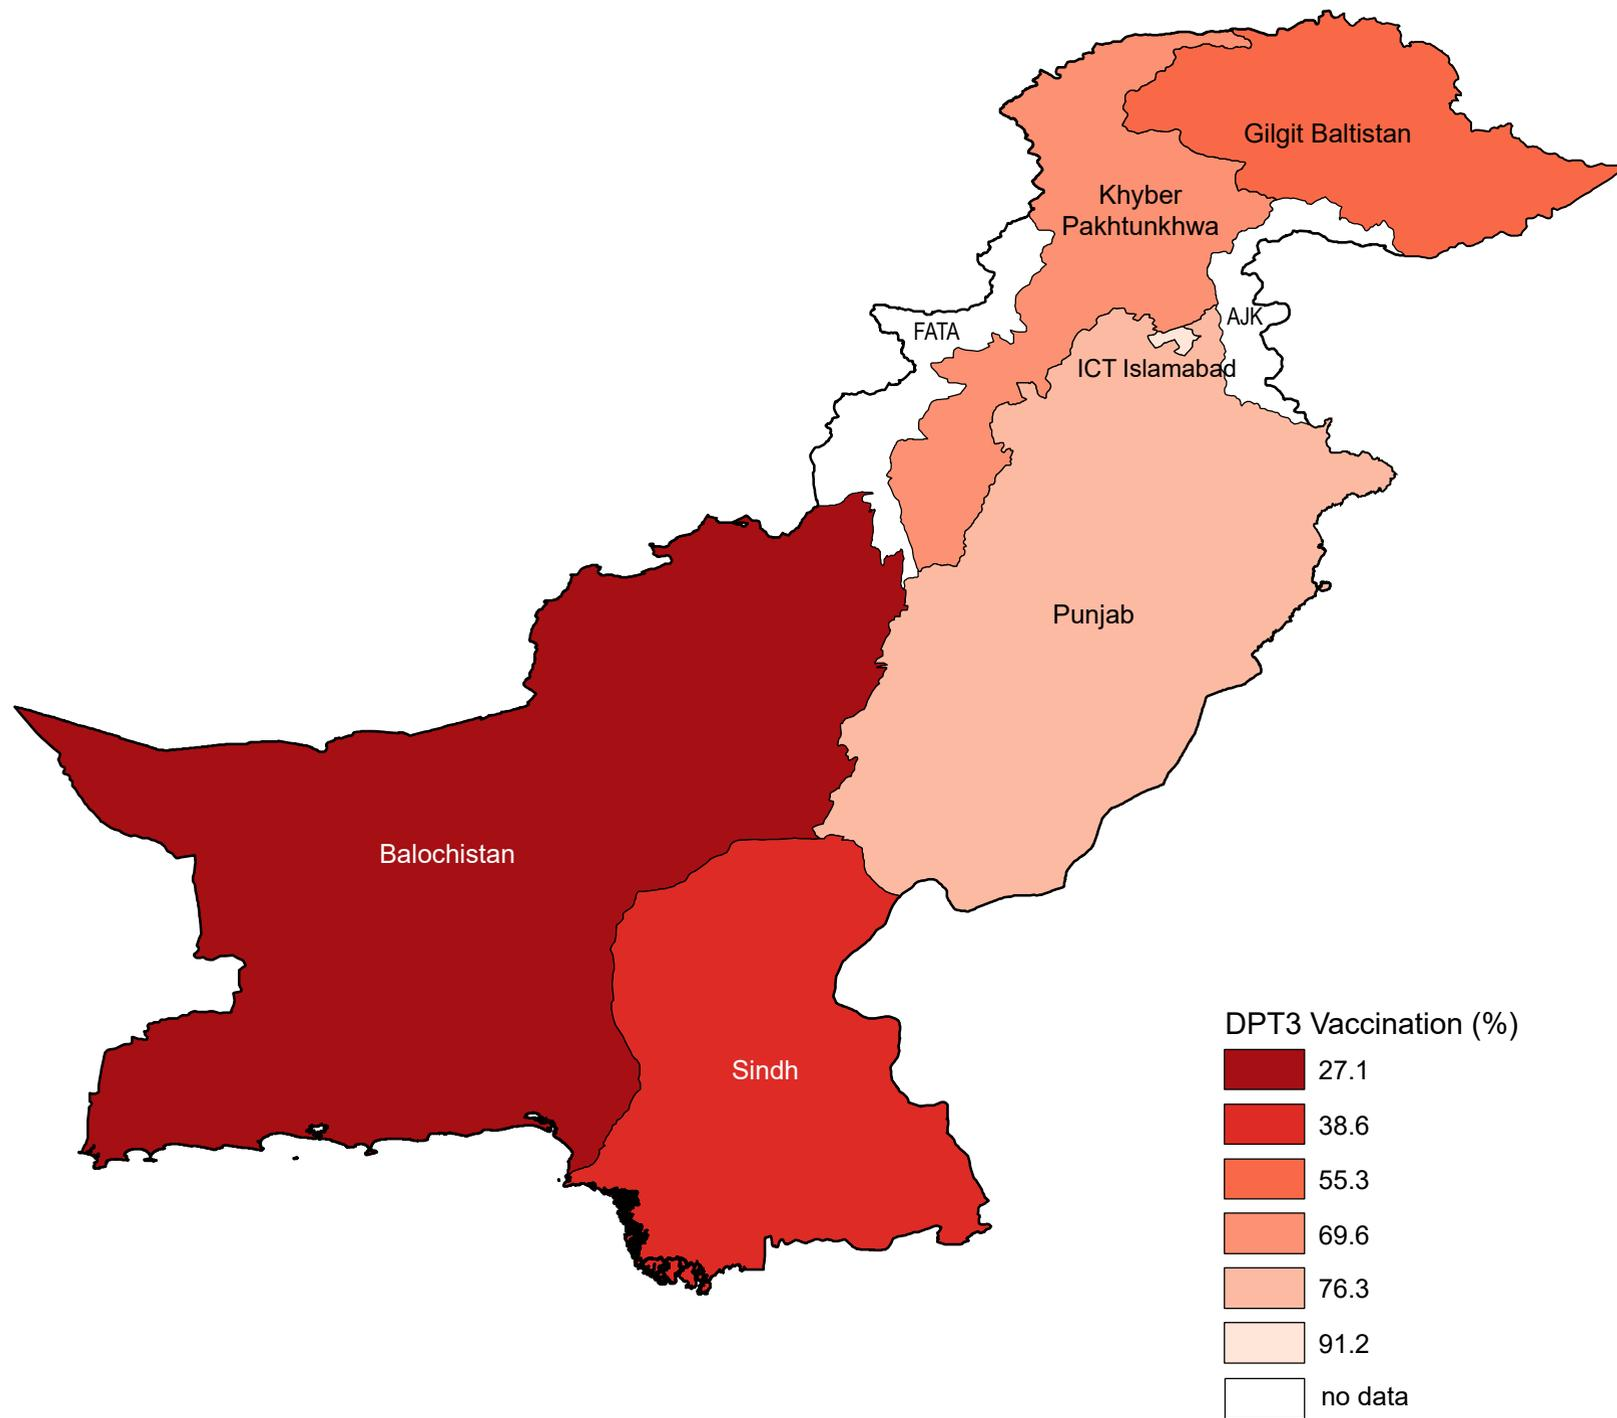 Gilgit Baltistan
Khyber
Pakhtunkhwa
FATA
AJK
ICT Islamabad
Punjab
Balochistan
Sindh
DPT3 Vaccination (%)
27.1
38.6
55.3
69.6
76.3
91.2
no data